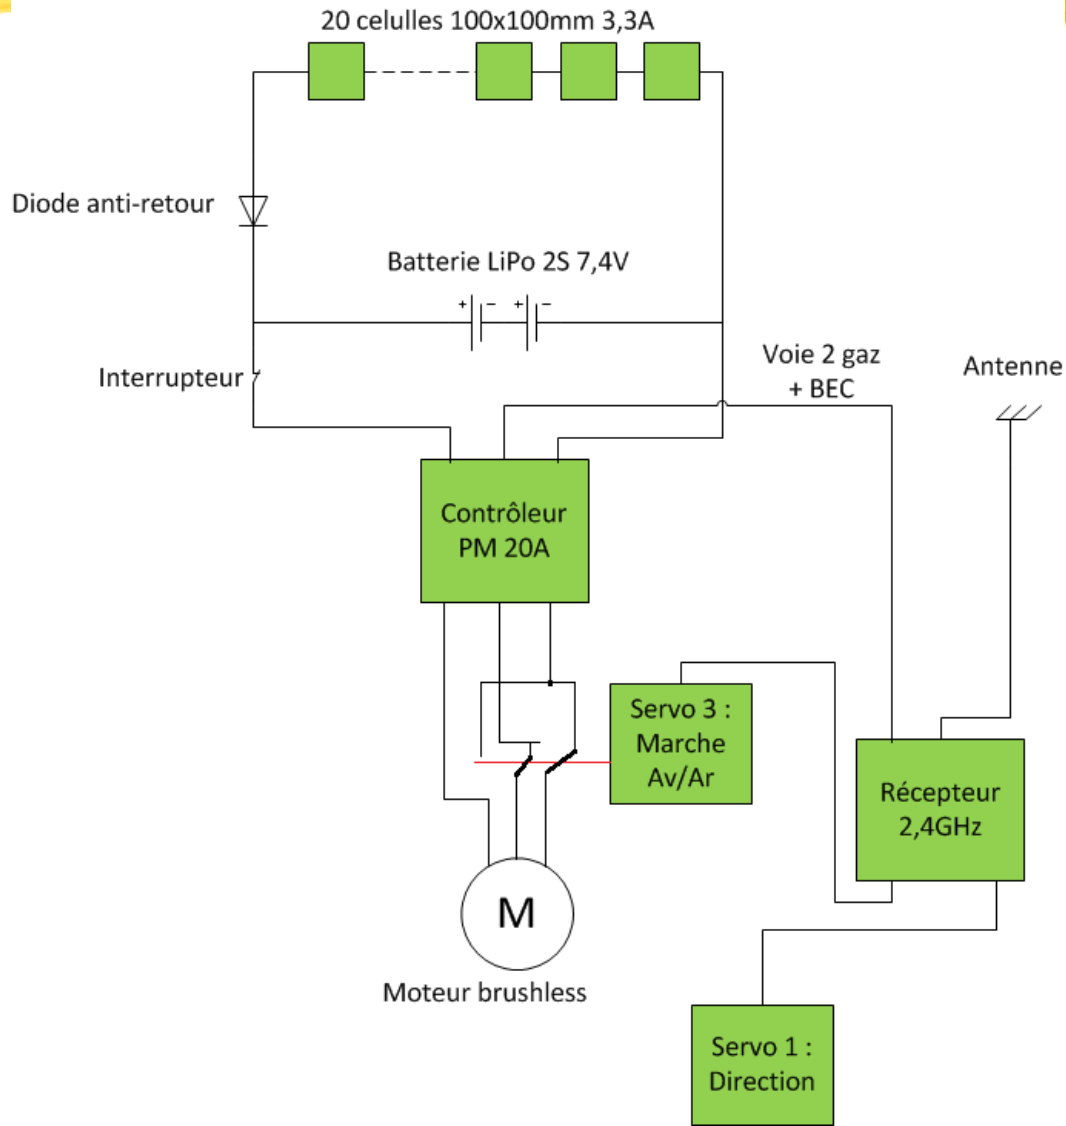 20 celulles 100x100mm 3,3A
Diode anti-retour
Batterie LiPo 2S 7,4V
+ - + -
Interrupteur
Voie 2 gaz
+ BEC
Antenne
Contrôleur
PM 20A
Servo 3 :
Marche
Av/Ar
Récepteur
2,4GHz
M
Moteur brushless
Servo 1 :
Direction